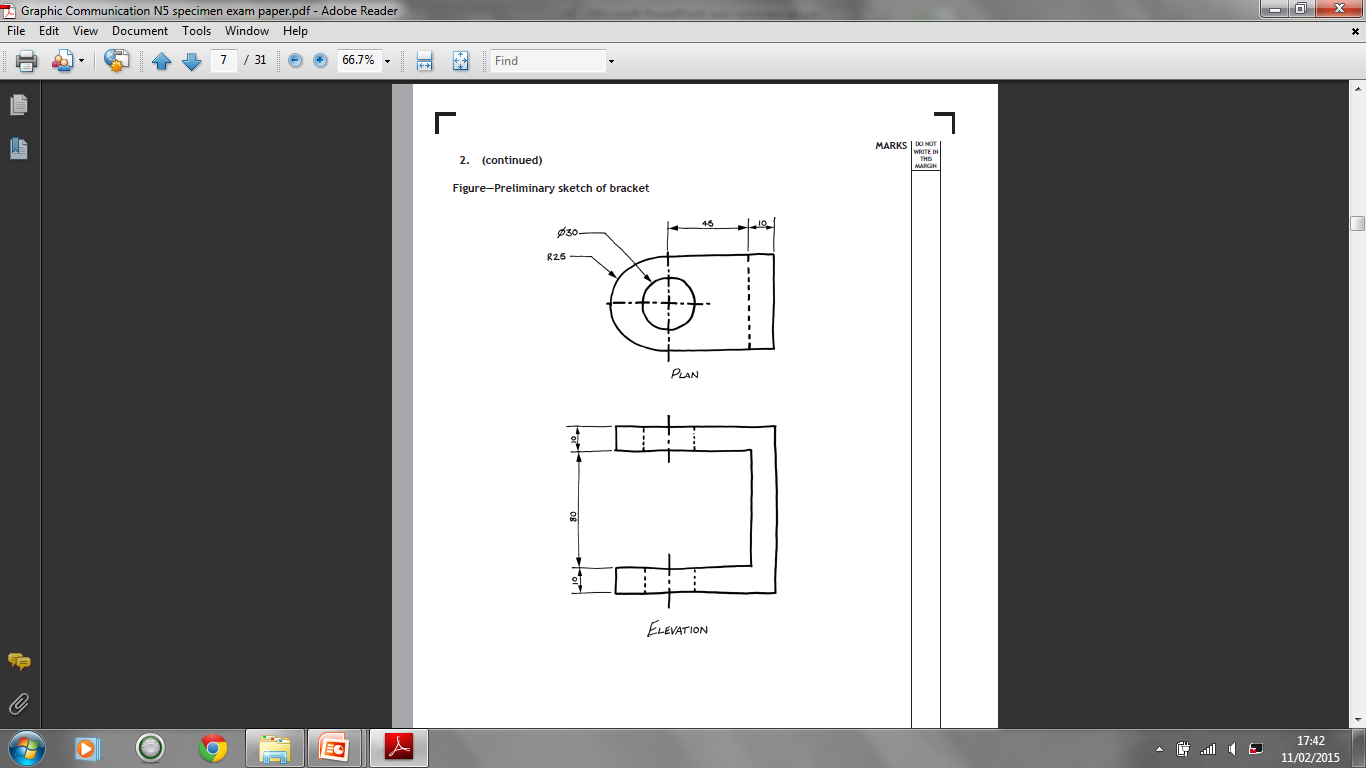 Graphic Communication N5 specimen exam paper.pdf - Adobe Reader
File Edit View Document Tools Window Help
7 / 31 66.7% Find
MARKS
DO NOT
WRITE IN
THIS
MARGIN
2. (continued)
Figure—Preliminary sketch of bracket
45 10
Ø30
R25
PLAN
10
80
10
ELEVATION
17:42
11/02/2015